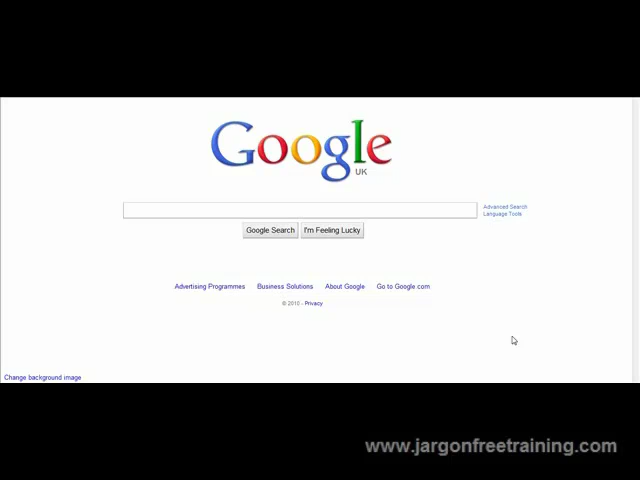 Google
UK
Advanced Search
Language Tools
Google Search I'm Feeling Lucky
Advertising Programmes Business Solutions About Google Go to Google.com
© 2010 - Privacy
Change background image
www.jargonfreetraining.com